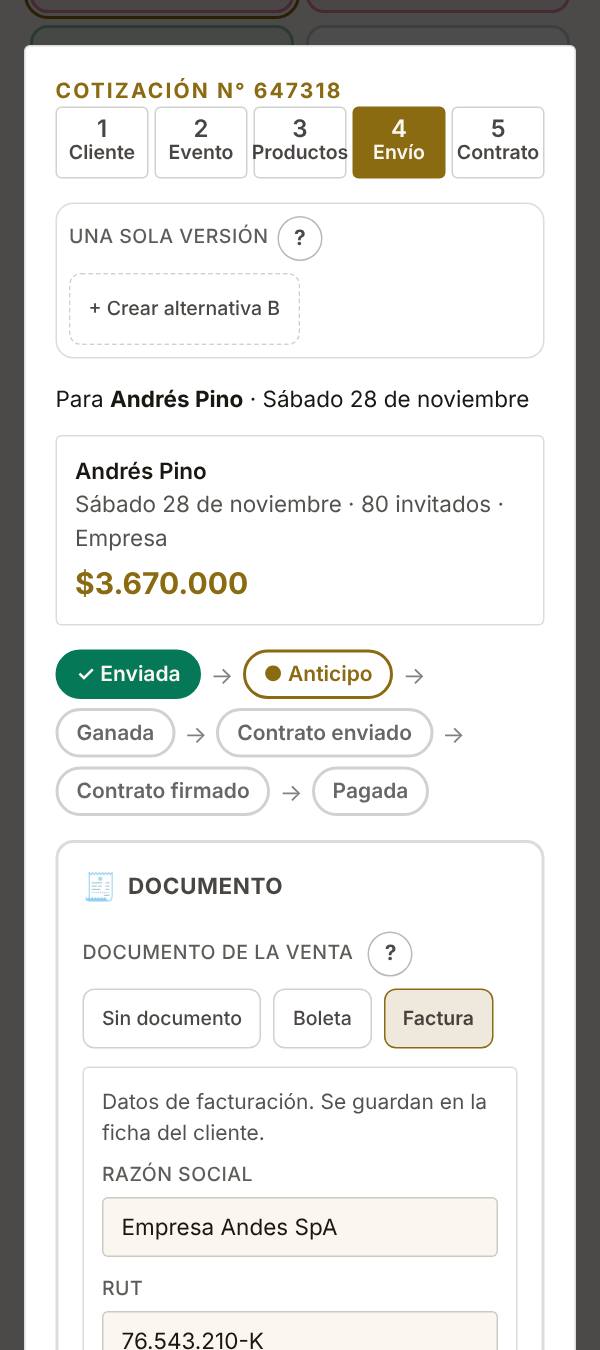 COTIZACIÓN N° 647318
1
Cliente
2
Evento
3
Productos
4
Envío
5
Contrato
UNA SOLA VERSIÓN ?
+ Crear alternativa B
Para Andrés Pino · Sábado 28 de noviembre
Andrés Pino
Sábado 28 de noviembre · 80 invitados ·
Empresa
$3.670.000
✓ Enviada → ● Anticipo →
Ganada → Contrato enviado →
Contrato firmado → Pagada
DOCUMENTO
DOCUMENTO DE LA VENTA ?
Sin documento Boleta Factura
Datos de facturación. Se guardan en la
ficha del cliente.
RAZÓN SOCIAL
Empresa Andes SpA
RUT
76.543.210-K